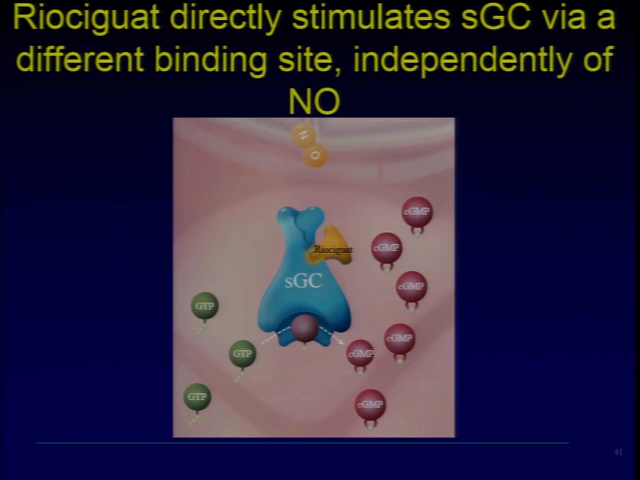 Riociguat directly stimulates sGC via a
different binding site, independently of
NO
N
O
cGMP
Riociguat
cGMP
sGC
cGMP
GTP
cGMP
GTP
cGMP
GTP
cGMP
41